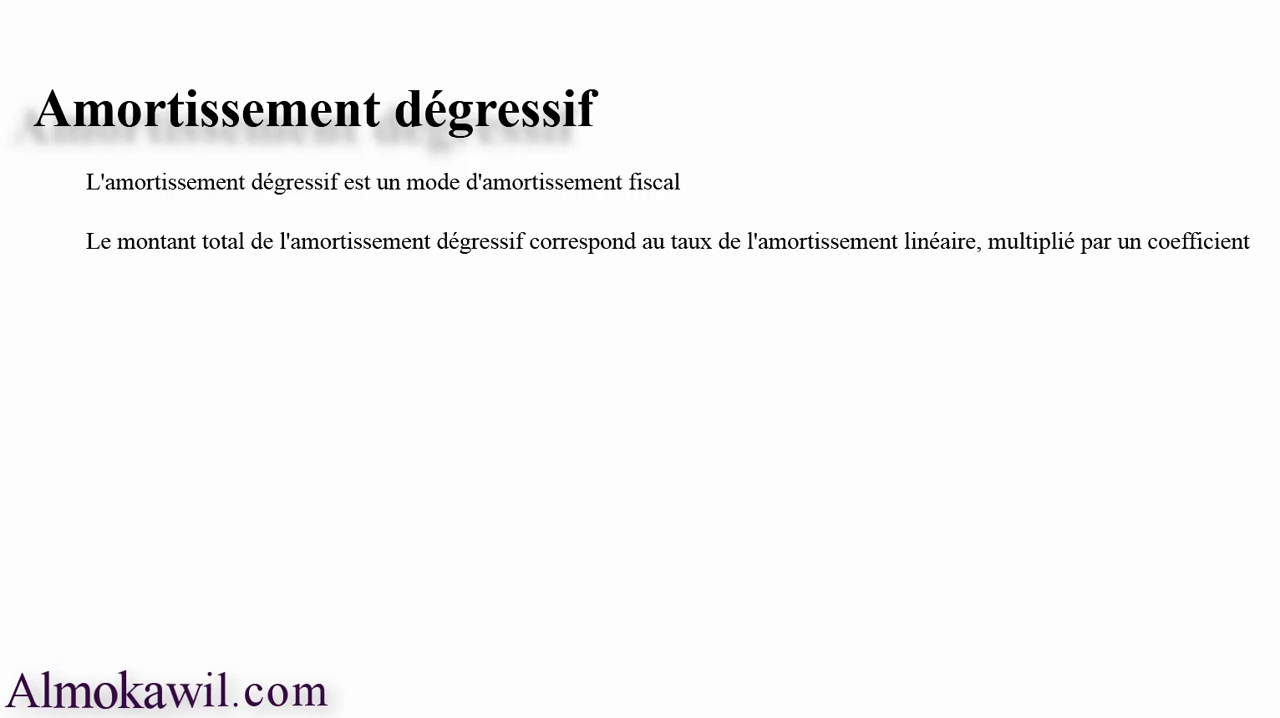 Amortissement dégressif
L'amortissement dégressif est un mode d'amortissement fiscal
Le montant total de l'amortissement dégressif correspond au taux de l'amortissement linéaire, multiplié par un coefficient
Almokawil.com